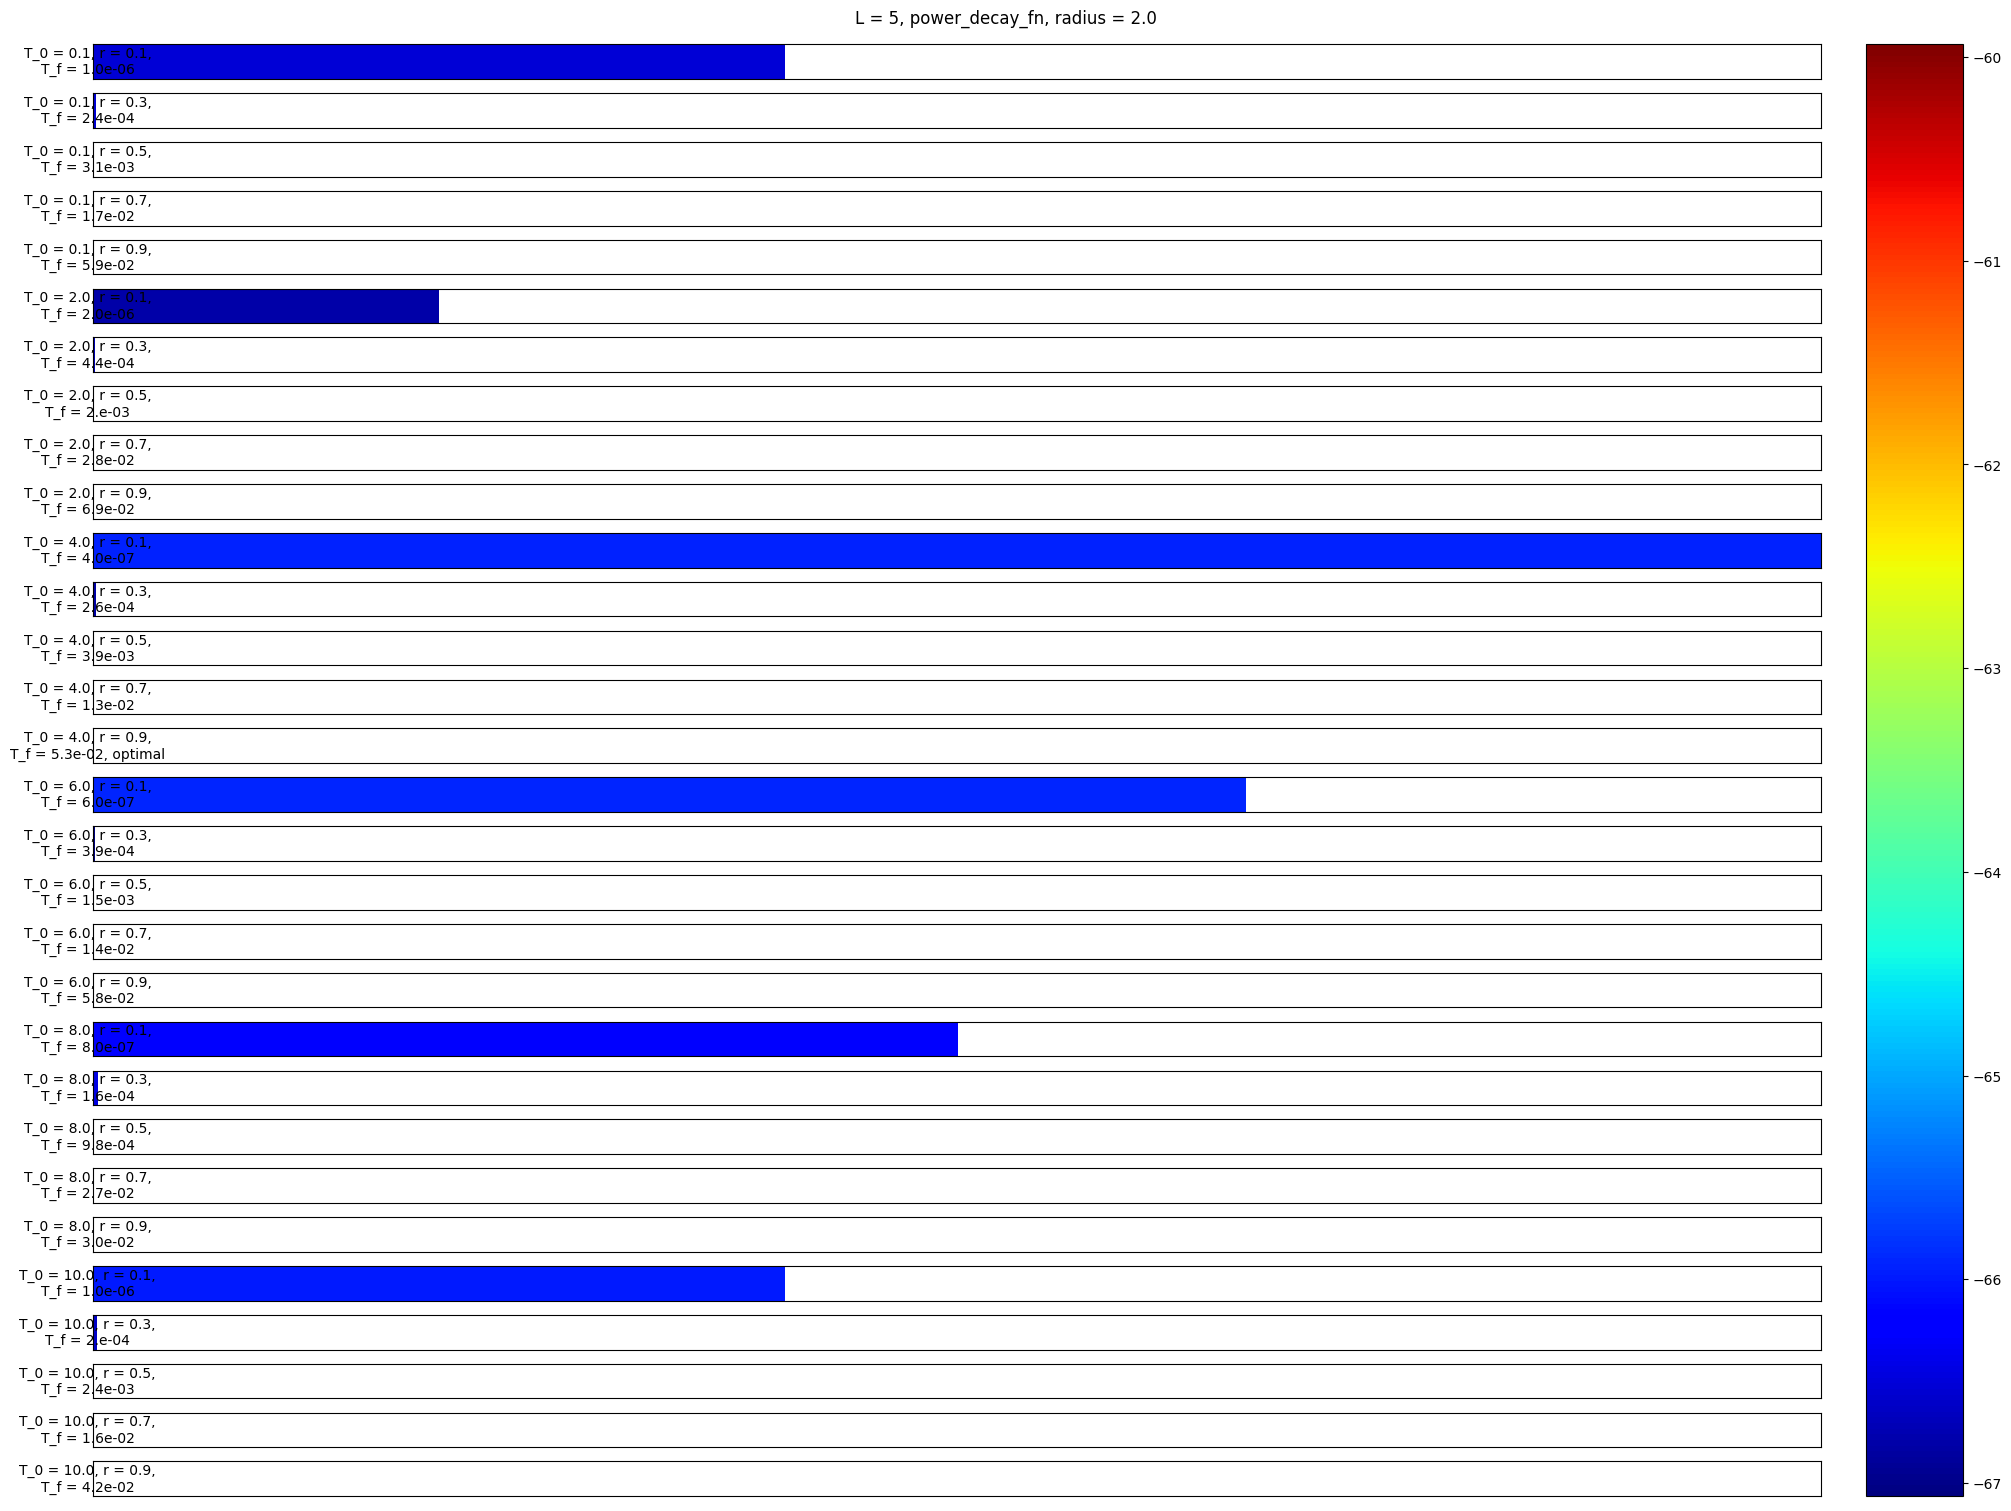 L = 5, power_decay_fn, radius = 2.0
T_0 = 0.1, r = 0.1,
T_f = 1.0e-06
T_0 = 0.1, r = 0.3,
T_f = 2.4e-04
T_0 = 0.1, r = 0.5,
T_f = 3.1e-03
T_0 = 0.1, r = 0.7,
T_f = 1.7e-02
T_0 = 0.1, r = 0.9,
T_f = 5.9e-02
T_0 = 2.0, r = 0.1,
T_f = 2.0e-06
T_0 = 2.0, r = 0.3,
T_f = 4.4e-04
T_0 = 2.0, r = 0.5,
T_f = 2.e-03
T_0 = 2.0, r = 0.7,
T_f = 2.8e-02
T_0 = 2.0, r = 0.9,
T_f = 6.9e-02
T_0 = 4.0, r = 0.1,
T_f = 4.0e-07
T_0 = 4.0, r = 0.3,
T_f = 2.6e-04
T_0 = 4.0, r = 0.5,
T_f = 3.9e-03
T_0 = 4.0, r = 0.7,
T_f = 1.3e-02
T_0 = 4.0, r = 0.9,
T_f = 5.3e-02, optimal
T_0 = 6.0, r = 0.1,
T_f = 6.0e-07
T_0 = 6.0, r = 0.3,
T_f = 3.9e-04
T_0 = 6.0, r = 0.5,
T_f = 1.5e-03
T_0 = 6.0, r = 0.7,
T_f = 1.4e-02
T_0 = 6.0, r = 0.9,
T_f = 5.8e-02
T_0 = 8.0, r = 0.1,
T_f = 8.0e-07
T_0 = 8.0, r = 0.3,
T_f = 1.6e-04
T_0 = 8.0, r = 0.5,
T_f = 9.8e-04
T_0 = 8.0, r = 0.7,
T_f = 2.7e-02
T_0 = 8.0, r = 0.9,
T_f = 3.0e-02
T_0 = 10.0, r = 0.1,
T_f = 1.0e-06
T_0 = 10.0, r = 0.3,
T_f = 2.e-04
T_0 = 10.0, r = 0.5,
T_f = 2.4e-03
T_0 = 10.0, r = 0.7,
T_f = 1.6e-02
T_0 = 10.0, r = 0.9,
T_f = 4.2e-02
−60
−61
−62
−63
−64
−65
−66
−67